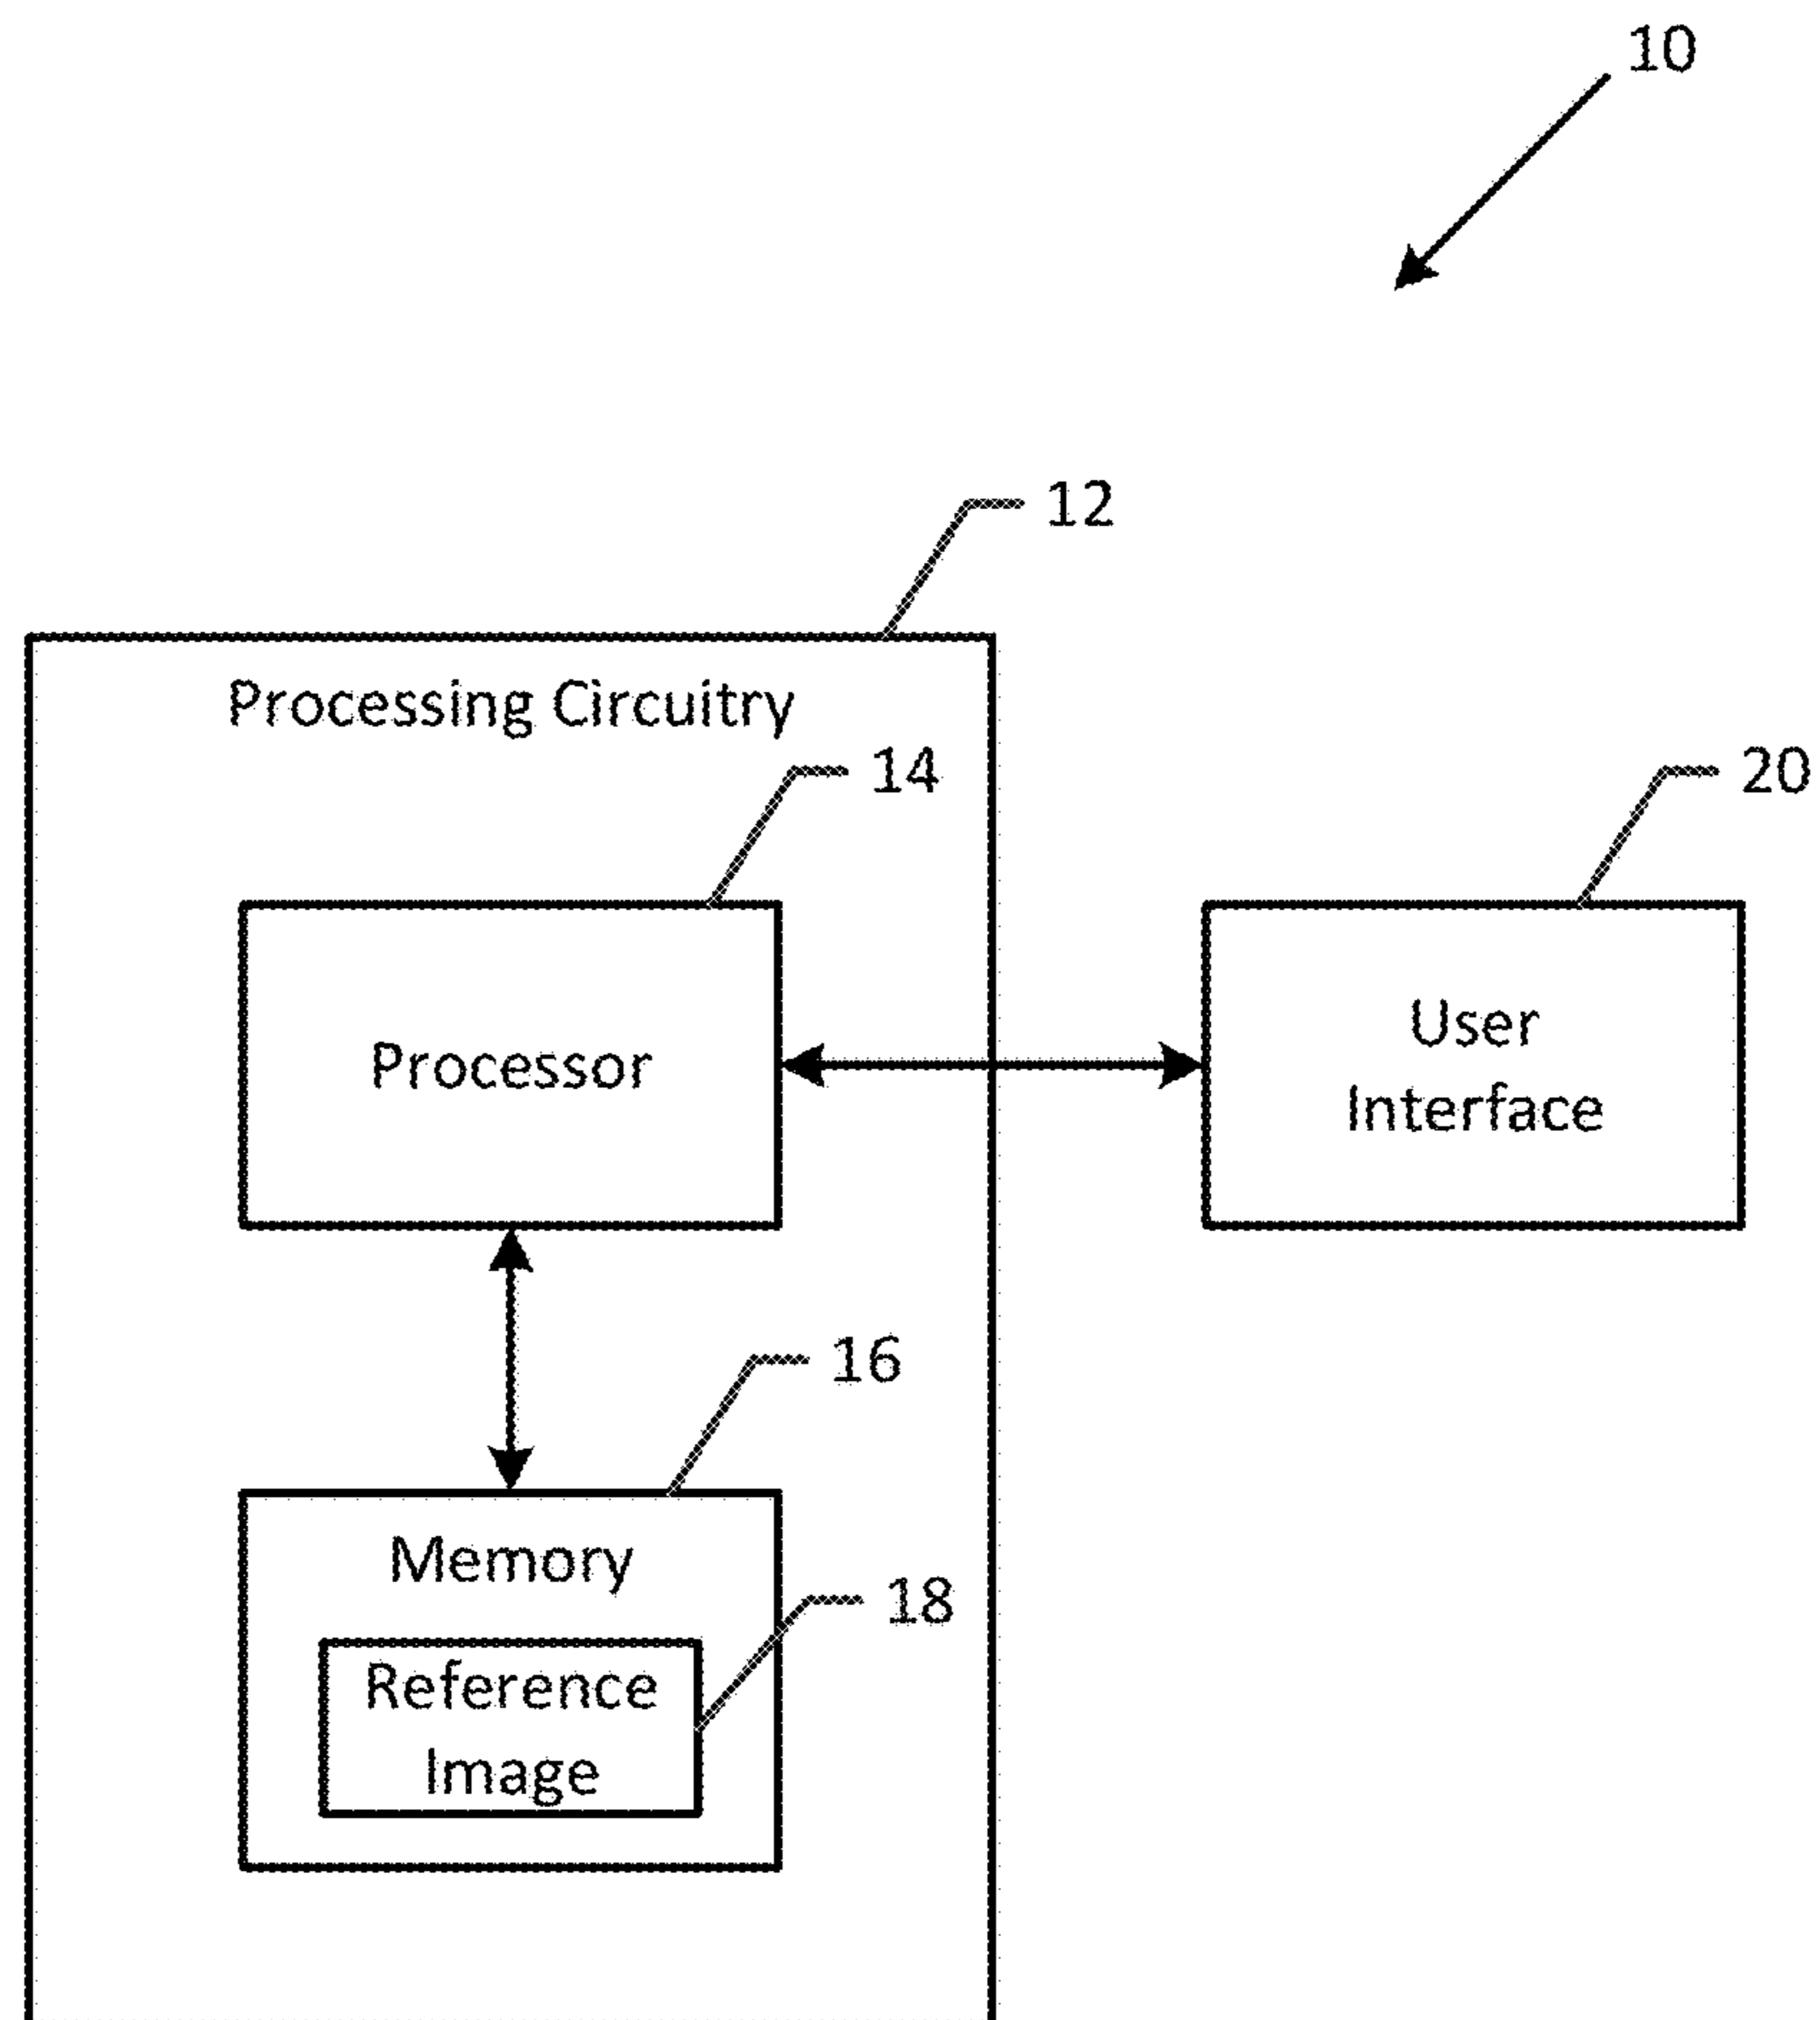 10
12
Processing Circuitry
14
20
Processor
User
Interface
16
Memory
18
Reference
Image